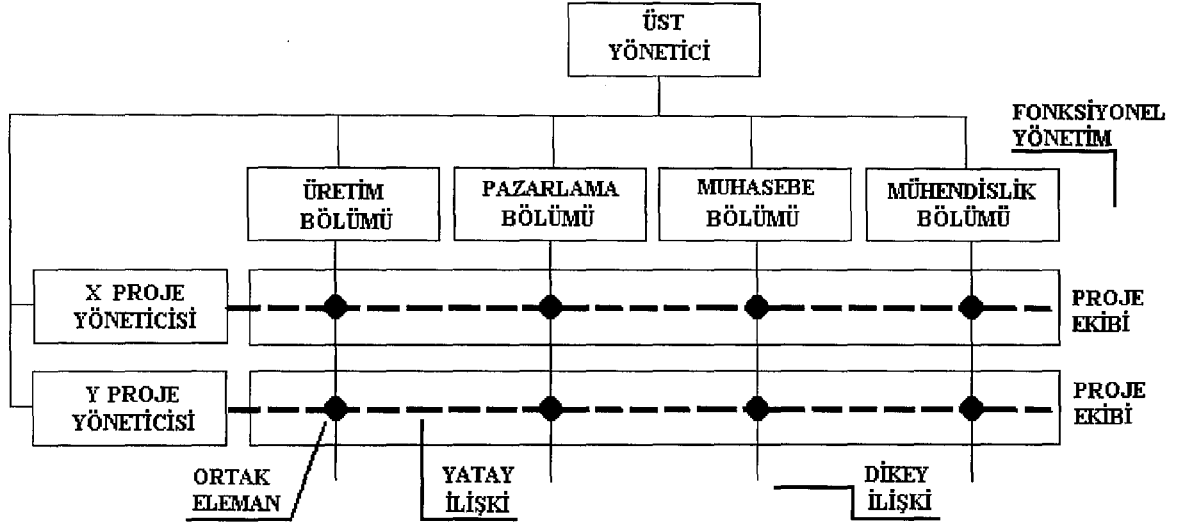 ÜST
YÖNETİCİ
FONKSİYONEL
YÖNETİM
ÜRETİM
BÖLÜMÜ
PAZARLAMA
BÖLÜMÜ
MUHASEBE
BÖLÜMÜ
MÜHENDİSLİK
BÖLÜMÜ
X PROJE
YÖNETİCİSİ
PROJE
EKİBİ
Y PROJE
YÖNETİCİSİ
PROJE
EKİBİ
ORTAK
ELEMAN
YATAY
İLİŞKİ
DİKEY
İLİŞKİ